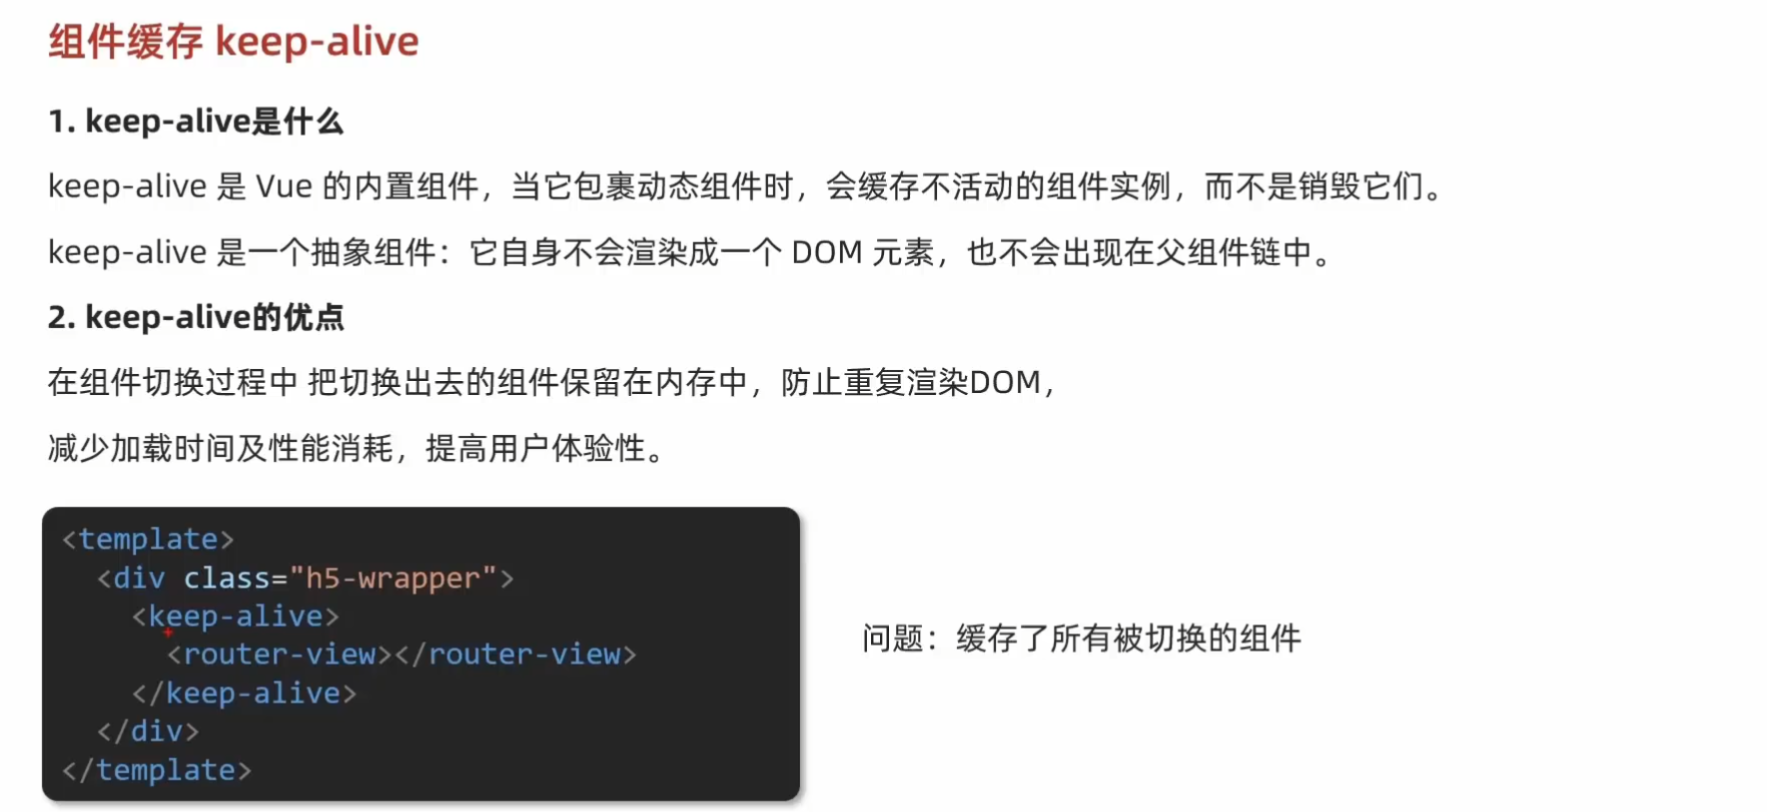 组件缓存 keep-alive
1. keep-alive是什么
keep-alive 是 Vue 的内置组件，当它包裹动态组件时，会缓存不活动的组件实例，而不是销毁它们。
keep-alive 是一个抽象组件：它自身不会渲染成一个 DOM 元素，也不会出现在父组件链中。
2. keep-alive的优点
在组件切换过程中 把切换出去的组件保留在内存中，防止重复渲染DOM，
减少加载时间及性能消耗，提高用户体验性。
<template>
  <div class="h5-wrapper">
    <keep-alive>
      <router-view></router-view>
    </keep-alive>
  </div>
</template>
问题：缓存了所有被切换的组件